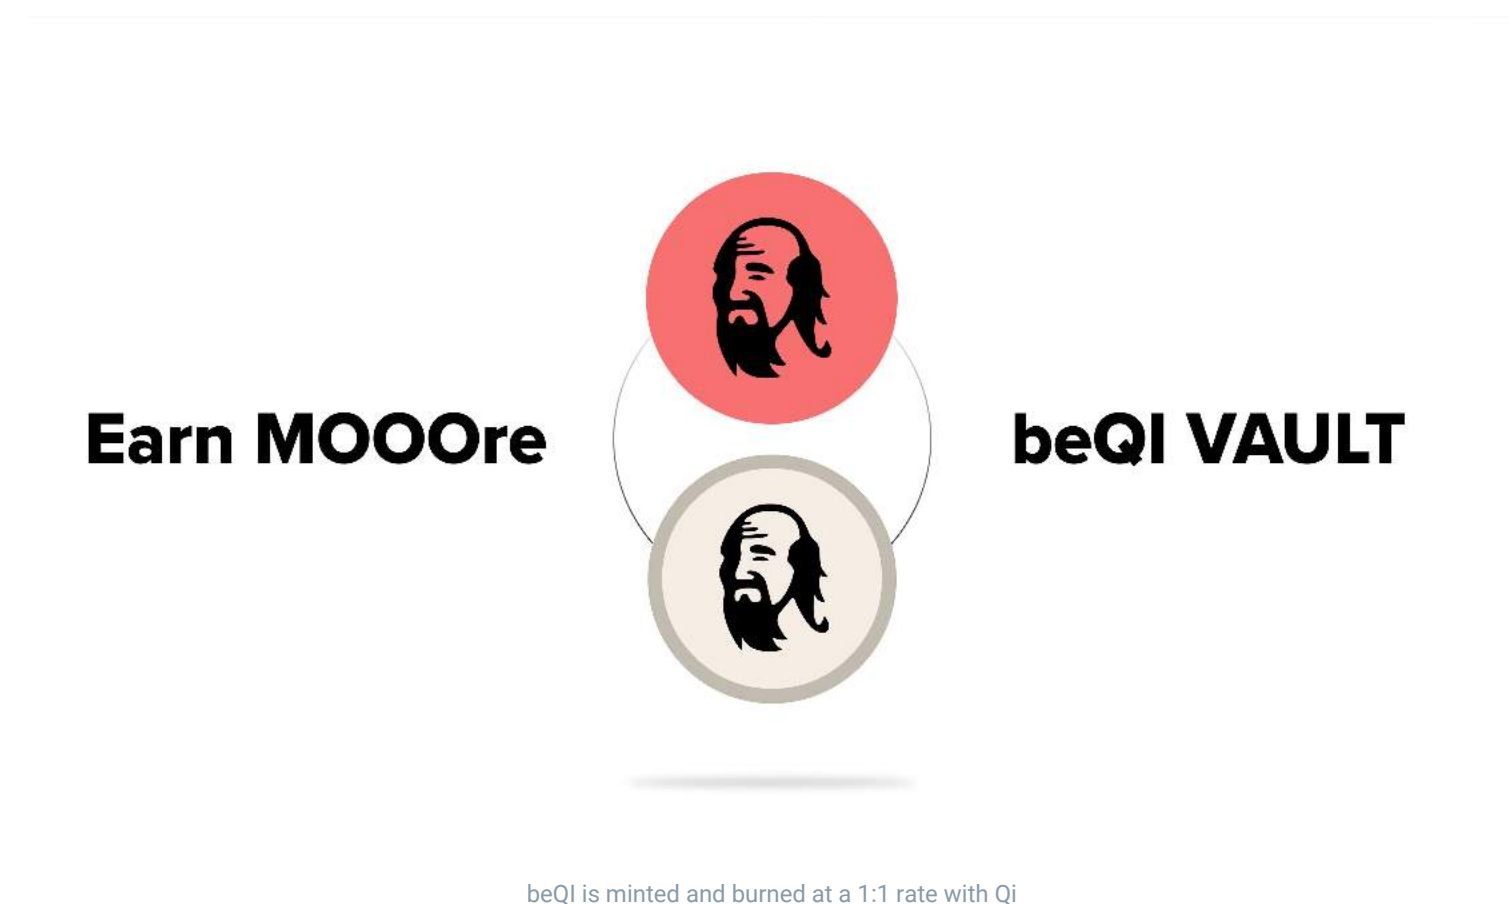 Earn MOOOre
beQI VAULT
beQI is minted and burned at a 1:1 rate with Qi